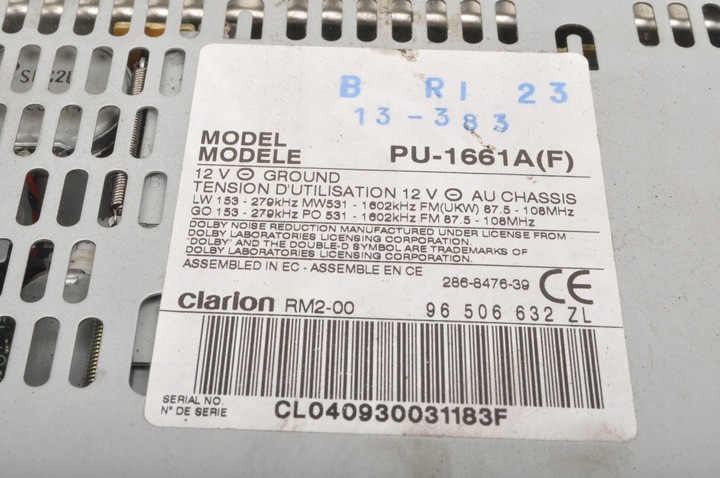 B RI 23
13-383
MODEL
MODELE PU-1661A(F)
12 V ⊖ GROUND
TENSION D'UTILISATION 12 V ⊖ AU CHASSIS
LW 153 - 279kHz MW531 - 1602kHz FM(UKW) 87.5 - 108MHz
GO 153 - 279kHz PO 531 - 1602kHz FM 87.5 - 108MHz
DOLBY NOISE REDUCTION MANUFACTURED UNDER LICENSE FROM
DOLBY LABORATORIES LICENSING CORPORATION.
"DOLBY" AND THE DOUBLE-D SYMBOL ARE TRADEMARKS OF
DOLBY LABORATORIES LICENSING CORPORATION.
ASSEMBLED IN EC - ASSEMBLE EN CE 286-8476-39 CE
clarion RM2-00 96 506 632 ZL
SERIAL NO.
N° DE SERIE CL040930031183F